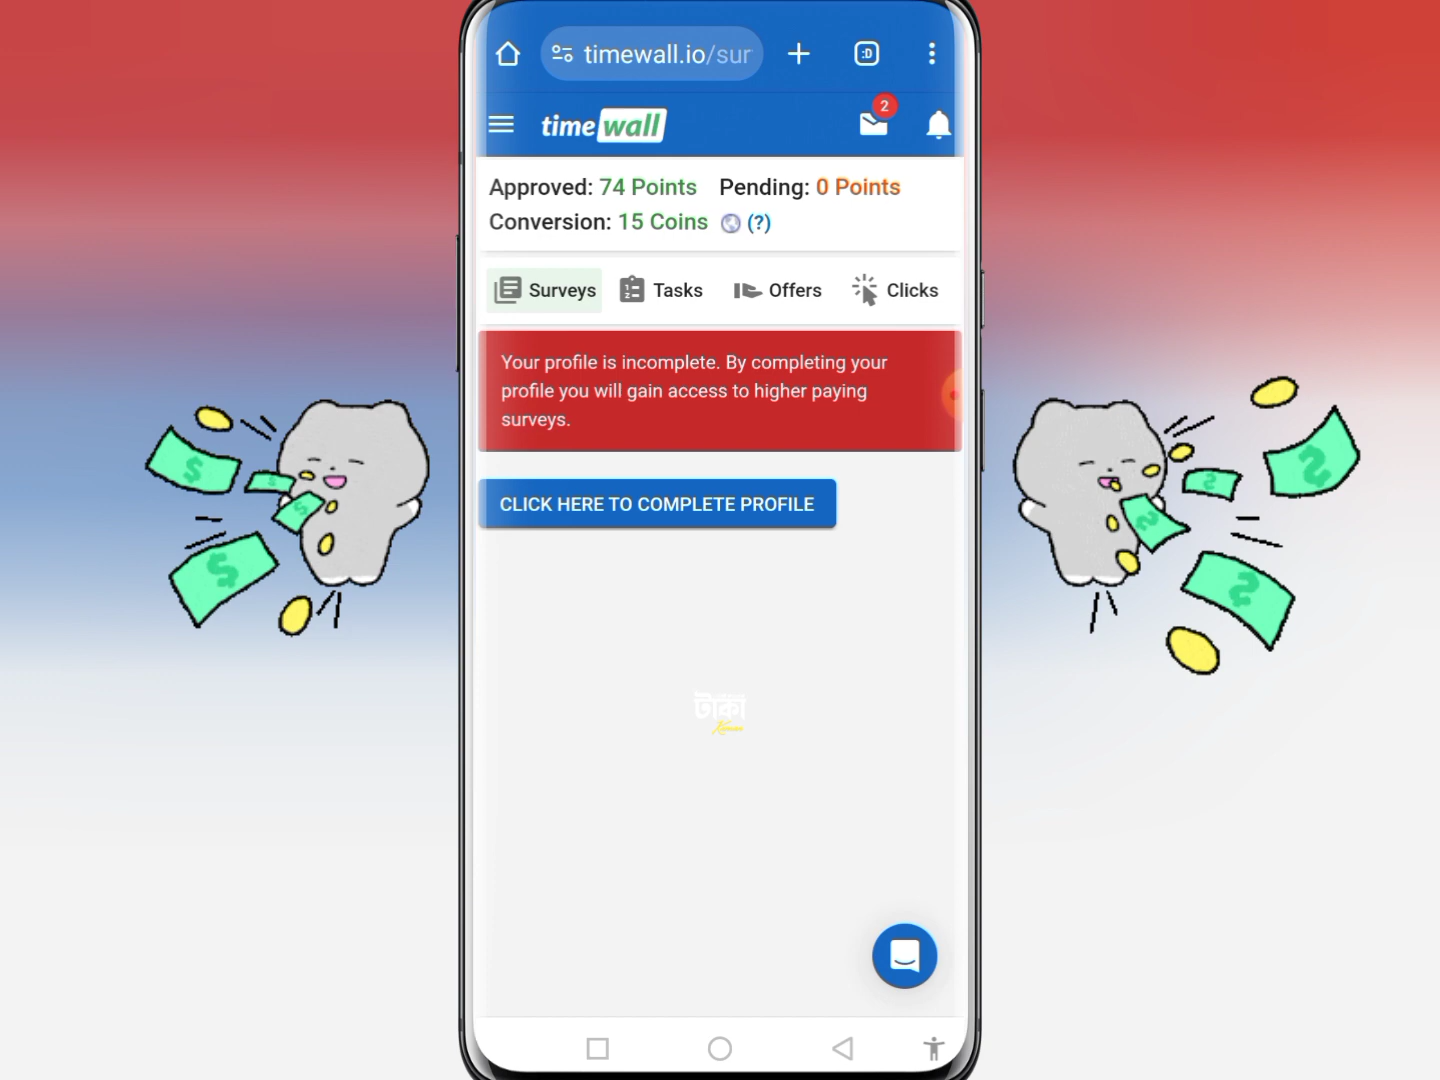 timewall.io/sur
:D
time wall
2
Approved: 74 Points Pending: 0 Points
Conversion: 15 Coins (?)
Surveys Tasks Offers Clicks
Your profile is incomplete. By completing your
profile you will gain access to higher paying
surveys.
CLICK HERE TO COMPLETE PROFILE
টাকা